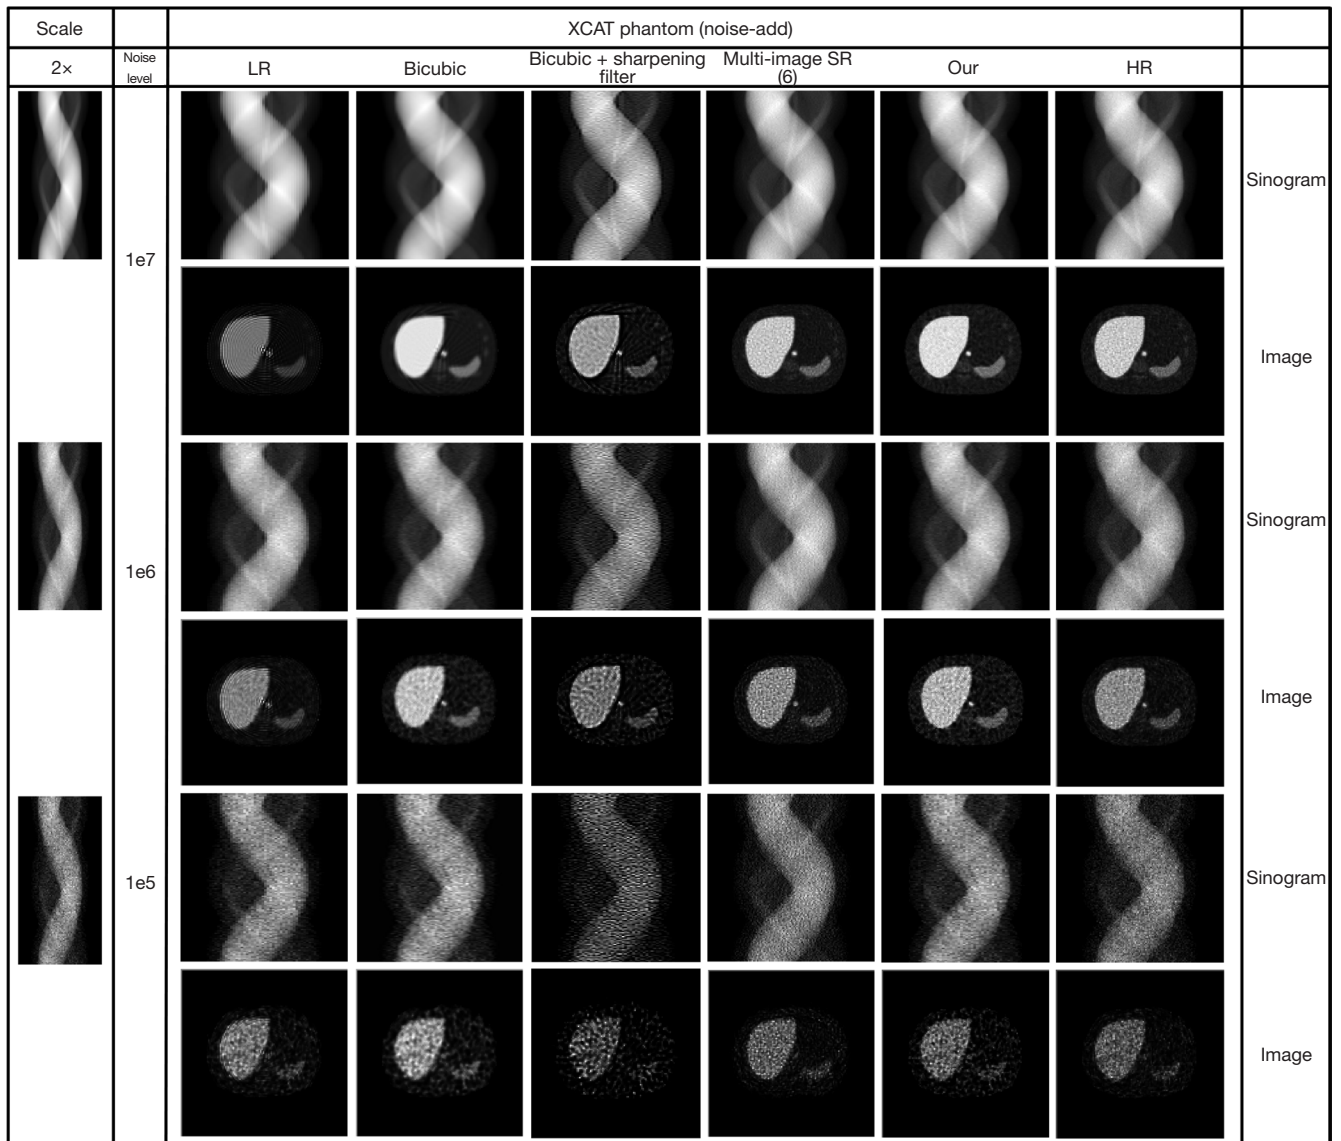 Scale
XCAT phantom (noise-add)
2×
Noise
level
LR
Bicubic
Bicubic + sharpening
filter
Multi-image SR
(6)
Our
HR
1e7
Sinogram
Image
1e6
Sinogram
Image
1e5
Sinogram
Image